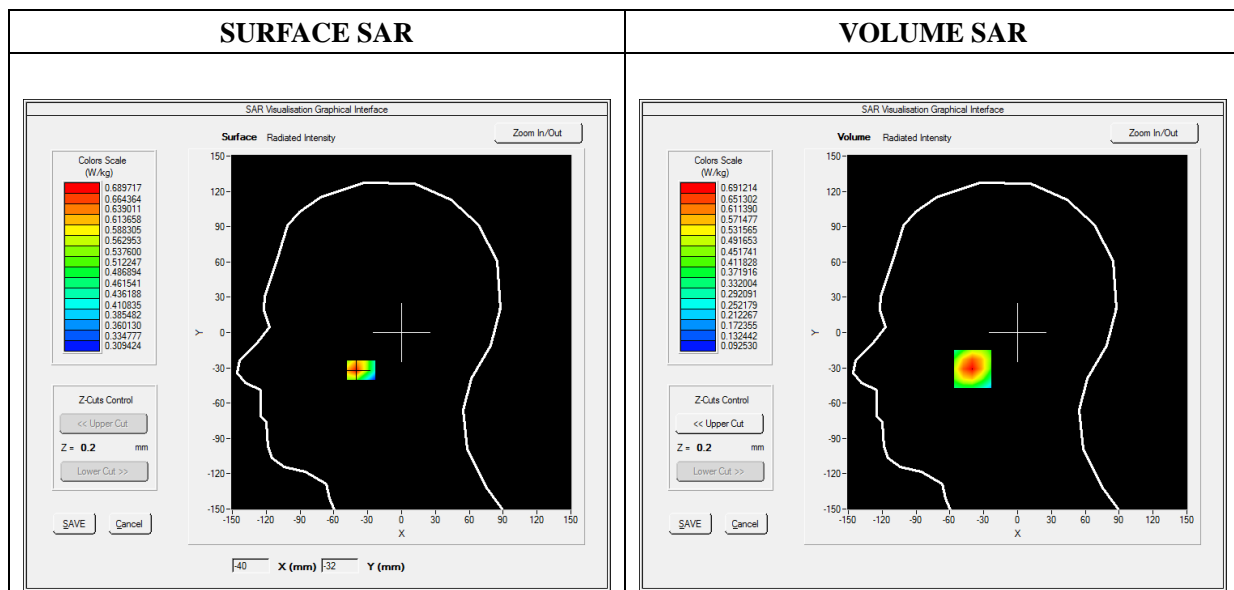 SURFACE SAR
VOLUME SAR
SAR Visualisation Graphical Interface
Surface Radiated Intensity
Zoom In/Out
Colors Scale
(W/kg)
0.689717
0.664364
0.639011
0.613658
0.588305
0.562953
0.537600
0.512247
0.486894
0.461541
0.436188
0.410835
0.385482
0.360130
0.334777
0.309424
Z-Cuts Control
<< Upper Cut
Z = 0.2 mm
Lower Cut >>
SAVE Cancel
150
120
90
60
30
0
-30
-60
-90
-120
-150
Y
-150 -120 -90 -60 -30 0 30 60 90 120 150
X
-40 X (mm) -32 Y (mm)
SAR Visualisation Graphical Interface
Volume Radiated Intensity
Zoom In/Out
Colors Scale
(W/kg)
0.691214
0.651302
0.611390
0.571477
0.531565
0.491653
0.451741
0.411828
0.371916
0.332004
0.292091
0.252179
0.212267
0.172355
0.132442
0.092530
Z-Cuts Control
<< Upper Cut
Z = 0.2 mm
Lower Cut >>
SAVE Cancel
150
120
90
60
30
0
-30
-60
-90
-120
-150
Y
-150 -120 -90 -60 -30 0 30 60 90 120 150
X